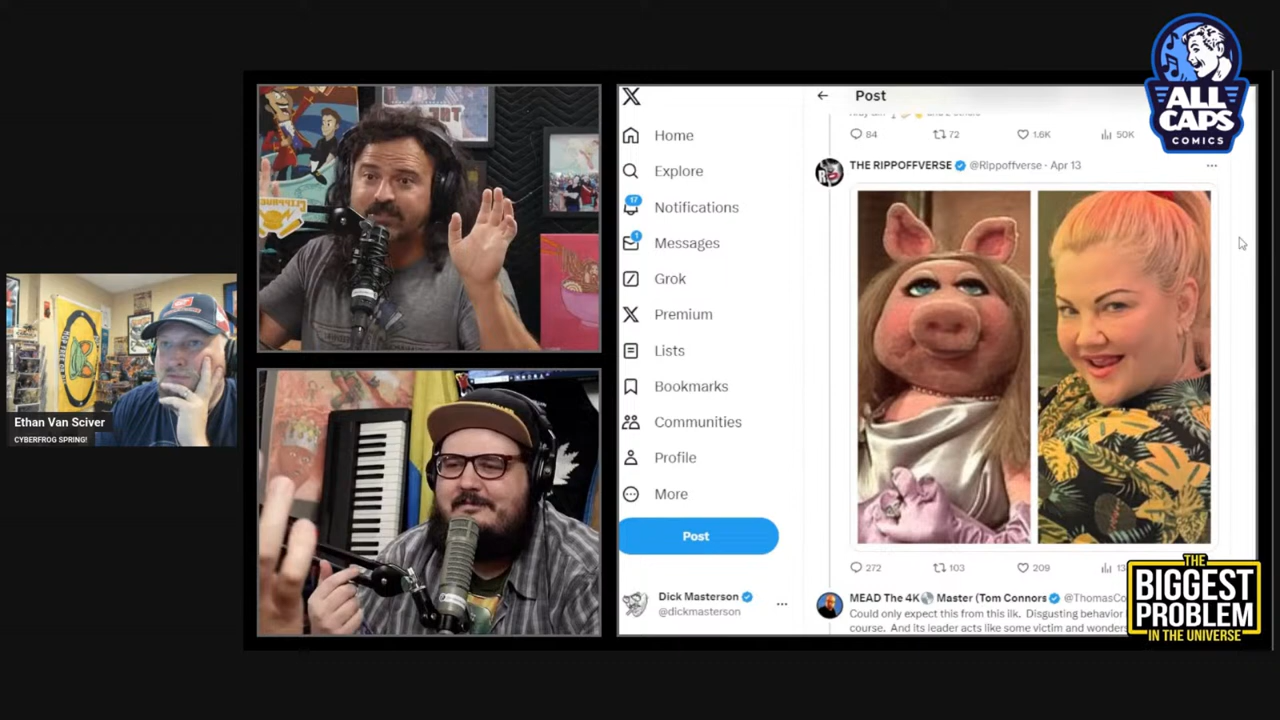 ALL
CAPS
COMICS
Ethan Van Sciver
CYBERFROG SPRING!
Home
Explore
17
Notifications
1
Messages
Grok
Premium
Lists
Bookmarks
Communities
Profile
More
Post
Dick Masterson
@dickmasterson
Post
84 72 1.6K 50K
THE RIPPOFFVERSE @Rippoffverse · Apr 13
272 103 209
MEAD The 4K Master (Tom Connors @ThomasCo
Could only expect this from this ilk. Disgusting behavior
course. And its leader acts like some victim and wonders
THE
BIGGEST
PROBLEM
IN THE UNIVERSE